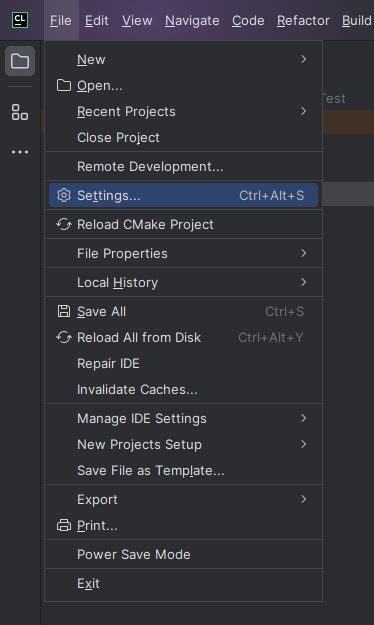 CL File Edit View Navigate Code Refactor Build
New
Open...
Test
Recent Projects
Close Project
Remote Development...
Settings... Ctrl+Alt+S
Reload CMake Project
File Properties
Local History
Save All Ctrl+S
Reload All from Disk Ctrl+Alt+Y
Repair IDE
Invalidate Caches...
Manage IDE Settings
New Projects Setup
Save File as Template...
Export
Print...
Power Save Mode
Exit